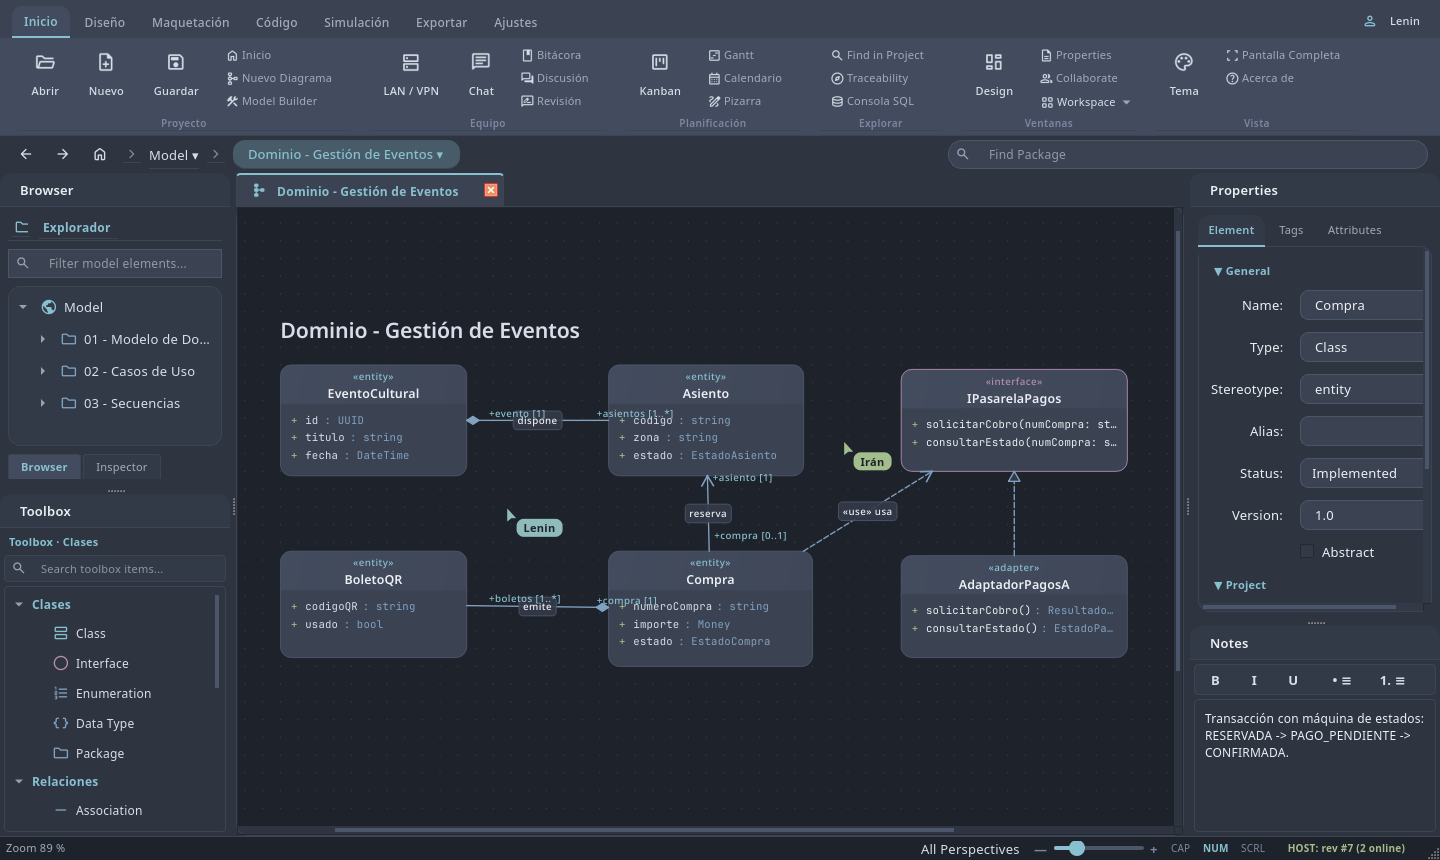 Inicio Diseño Maquetación Código Simulación Exportar Ajustes Lenin
Abrir Nuevo Guardar
Inicio
Nuevo Diagrama
Model Builder
Proyecto
LAN / VPN Chat
Bitácora
Discusión
Revisión
Equipo
Kanban
Gantt
Calendario
Pizarra
Planificación
Find in Project
Traceability
Consola SQL
Explorar
Design
Properties
Collaborate
Workspace
Ventanas
Tema
Pantalla Completa
Acerca de
Vista
Model ▾ Dominio - Gestión de Eventos ▾ Find Package
Browser
Explorador
Filter model elements...
Model
01 - Modelo de Do...
02 - Casos de Uso
03 - Secuencias
Browser Inspector
Toolbox
Toolbox · Clases
Search toolbox items...
Clases
Class
Interface
Enumeration
Data Type
Package
Relaciones
Association
Dominio - Gestión de Eventos
Dominio - Gestión de Eventos
«entity»
EventoCultural
+ id : UUID
+ titulo : string
+ fecha : DateTime
+evento [1]
dispone
+asientos [1..*]
«entity»
Asiento
+ codigo : string
+ zona : string
+ estado : EstadoAsiento
«interface»
IPasarelaPagos
+ solicitarCobro(numCompra: st...
+ consultarEstado(numCompra: s...
Irán
Lenin
+asiento [1]
reserva
+compra [0..1]
«use» usa
«entity»
BoletoQR
+ codigoQR : string
+ usado : bool
+boletos [1..*]
emite
+compra [1]
«entity»
Compra
+ numeroCompra : string
+ importe : Money
+ estado : EstadoCompra
«adapter»
AdaptadorPagosA
+ solicitarCobro() : Resultado...
+ consultarEstado() : EstadoPa...
Properties
Element Tags Attributes
▼ General
Name: Compra
Type: Class
Stereotype: entity
Alias:
Status: Implemented
Version: 1.0
Abstract
▼ Project
Notes
B I U • ≡ 1. ≡
Transacción con máquina de estados:
RESERVADA -> PAGO_PENDIENTE ->
CONFIRMADA.
Zoom 89 % All Perspectives — + CAP NUM SCRL HOST: rev #7 (2 online)